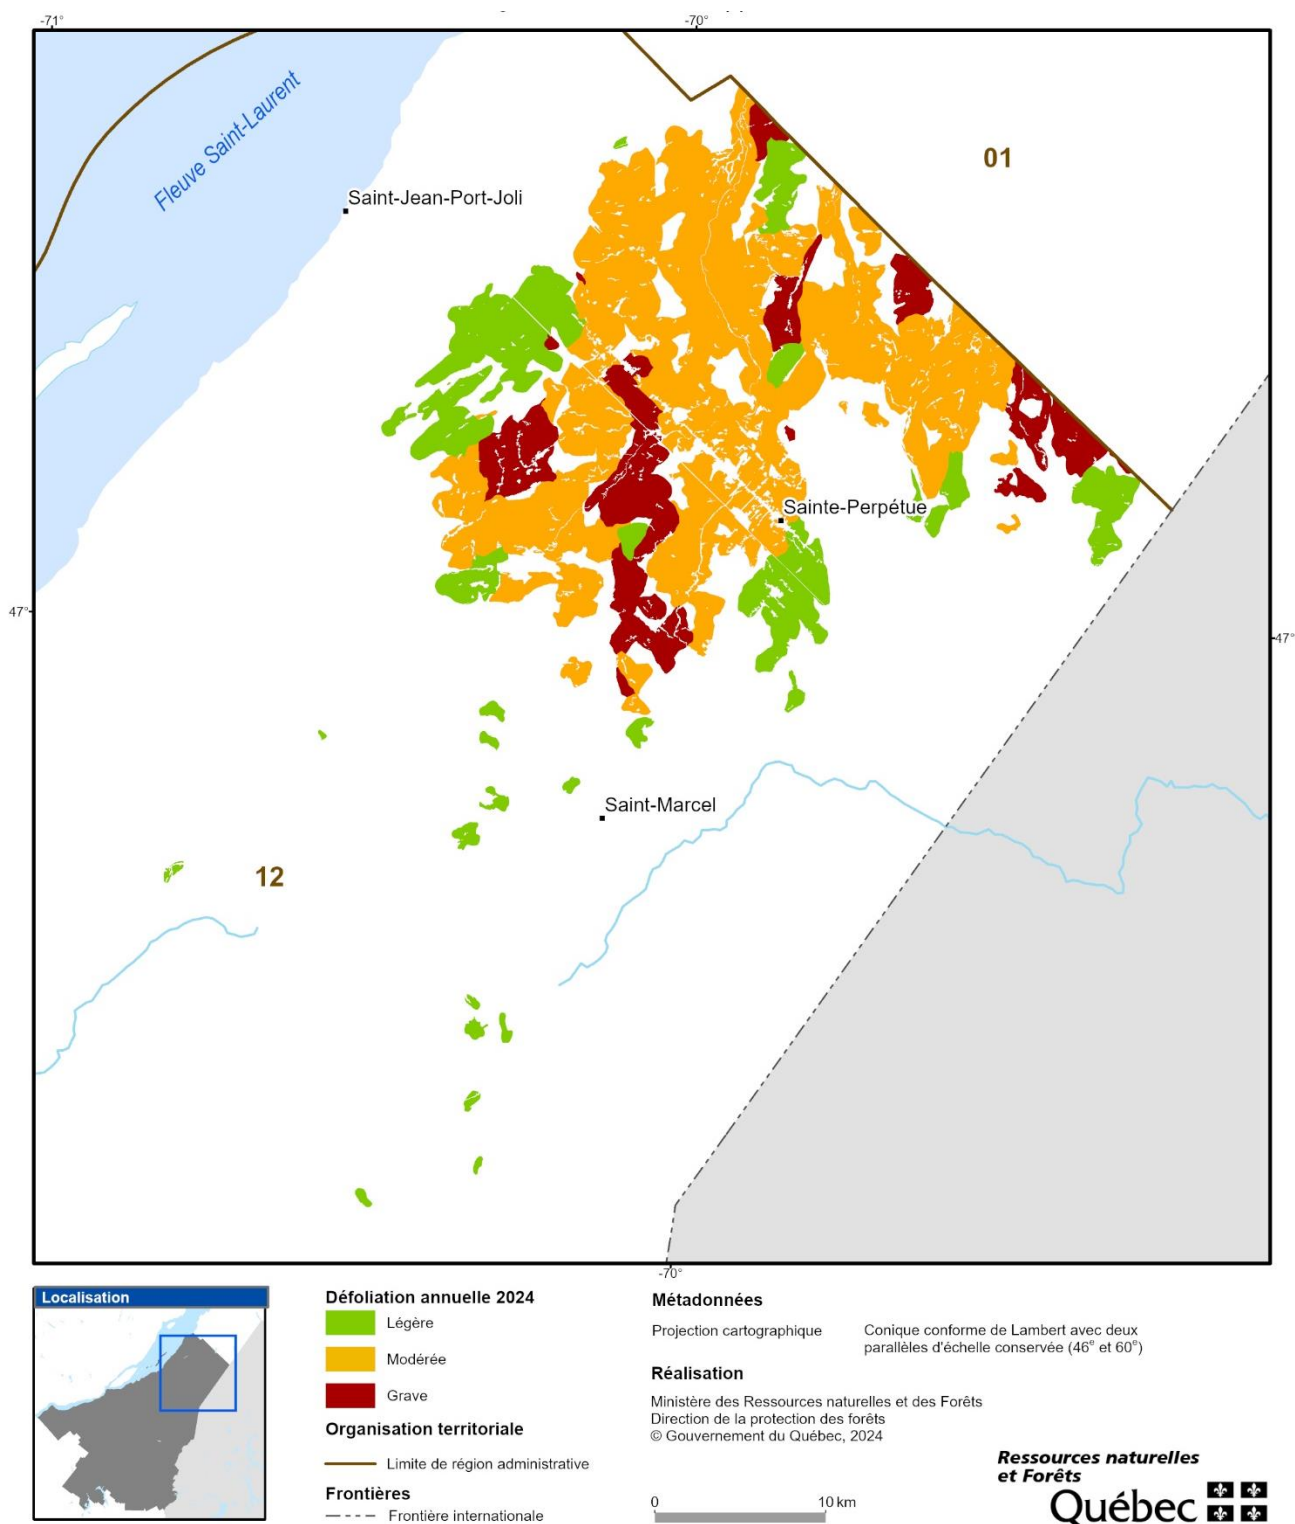 -71°
-70°
Fleuve Saint-Laurent
01
Saint-Jean-Port-Joli
Sainte-Perpétue
47°
47°
Saint-Marcel
12
-70°
Localisation
Défoliation annuelle 2024
Légère
Modérée
Grave
Organisation territoriale
Limite de région administrative
Frontières
Frontière internationale
Métadonnées
Projection cartographique
Conique conforme de Lambert avec deux
parallèles d'échelle conservée (46e et 60e)
Réalisation
Ministère des Ressources naturelles et des Forêts
Direction de la protection des forêts
© Gouvernement du Québec, 2024
0 10 km
Ressources naturelles
et Forêts
Québec